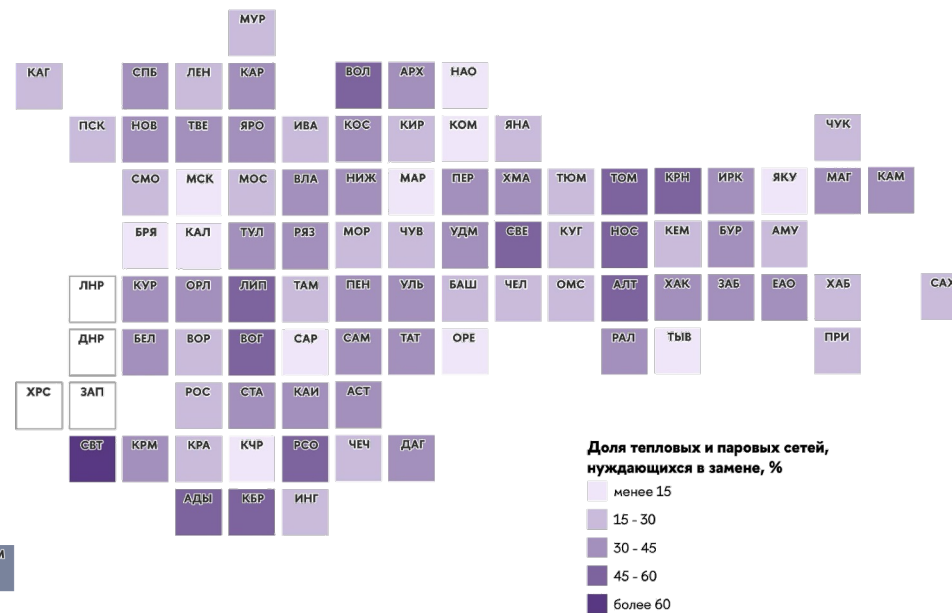 МУР
КАГ СПБ ЛЕН КАР ВОЛ АРХ НАО
ПСК НОВ ТВЕ ЯРО ИВА КОС КИР КОМ ЯНА ЧУК
СМО МСК МОС ВЛА НИЖ МАР ПЕР ХМА ТЮМ ТОМ КРН ИРК ЯКУ МАГ КАМ
БРЯ КАЛ ТУЛ РЯЗ МОР ЧУВ УДМ СВЕ КУГ НОС КЕМ БУР АМУ
ЛНР КУР ОРЛ ЛИП ТАМ ПЕН УЛЬ БАШ ЧЕЛ ОМС АЛТ ХАК ЗАБ ЕАО ХАБ САХ
ДНР БЕЛ ВОР ВОГ САР САМ ТАТ ОРЕ РАЛ ТЫВ ПРИ
ХРС ЗАП РОС СТА КАИ АСТ
СВТ КРМ КРА КЧР РСО ЧЕЧ ДАГ
АДЫ КБР ИНГ
Доля тепловых и паровых сетей,
нуждающихся в замене, %
менее 15
15 - 30
30 - 45
45 - 60
более 60